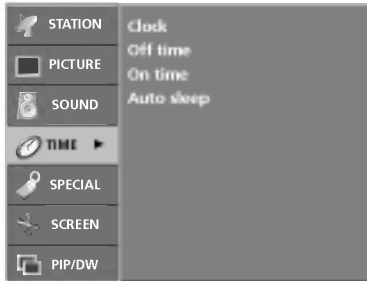 STATION
PICTURE
SOUND
TIME
SPECIAL
SCREEN
PIP/DW
Clock
Off time
On time
Auto sleep